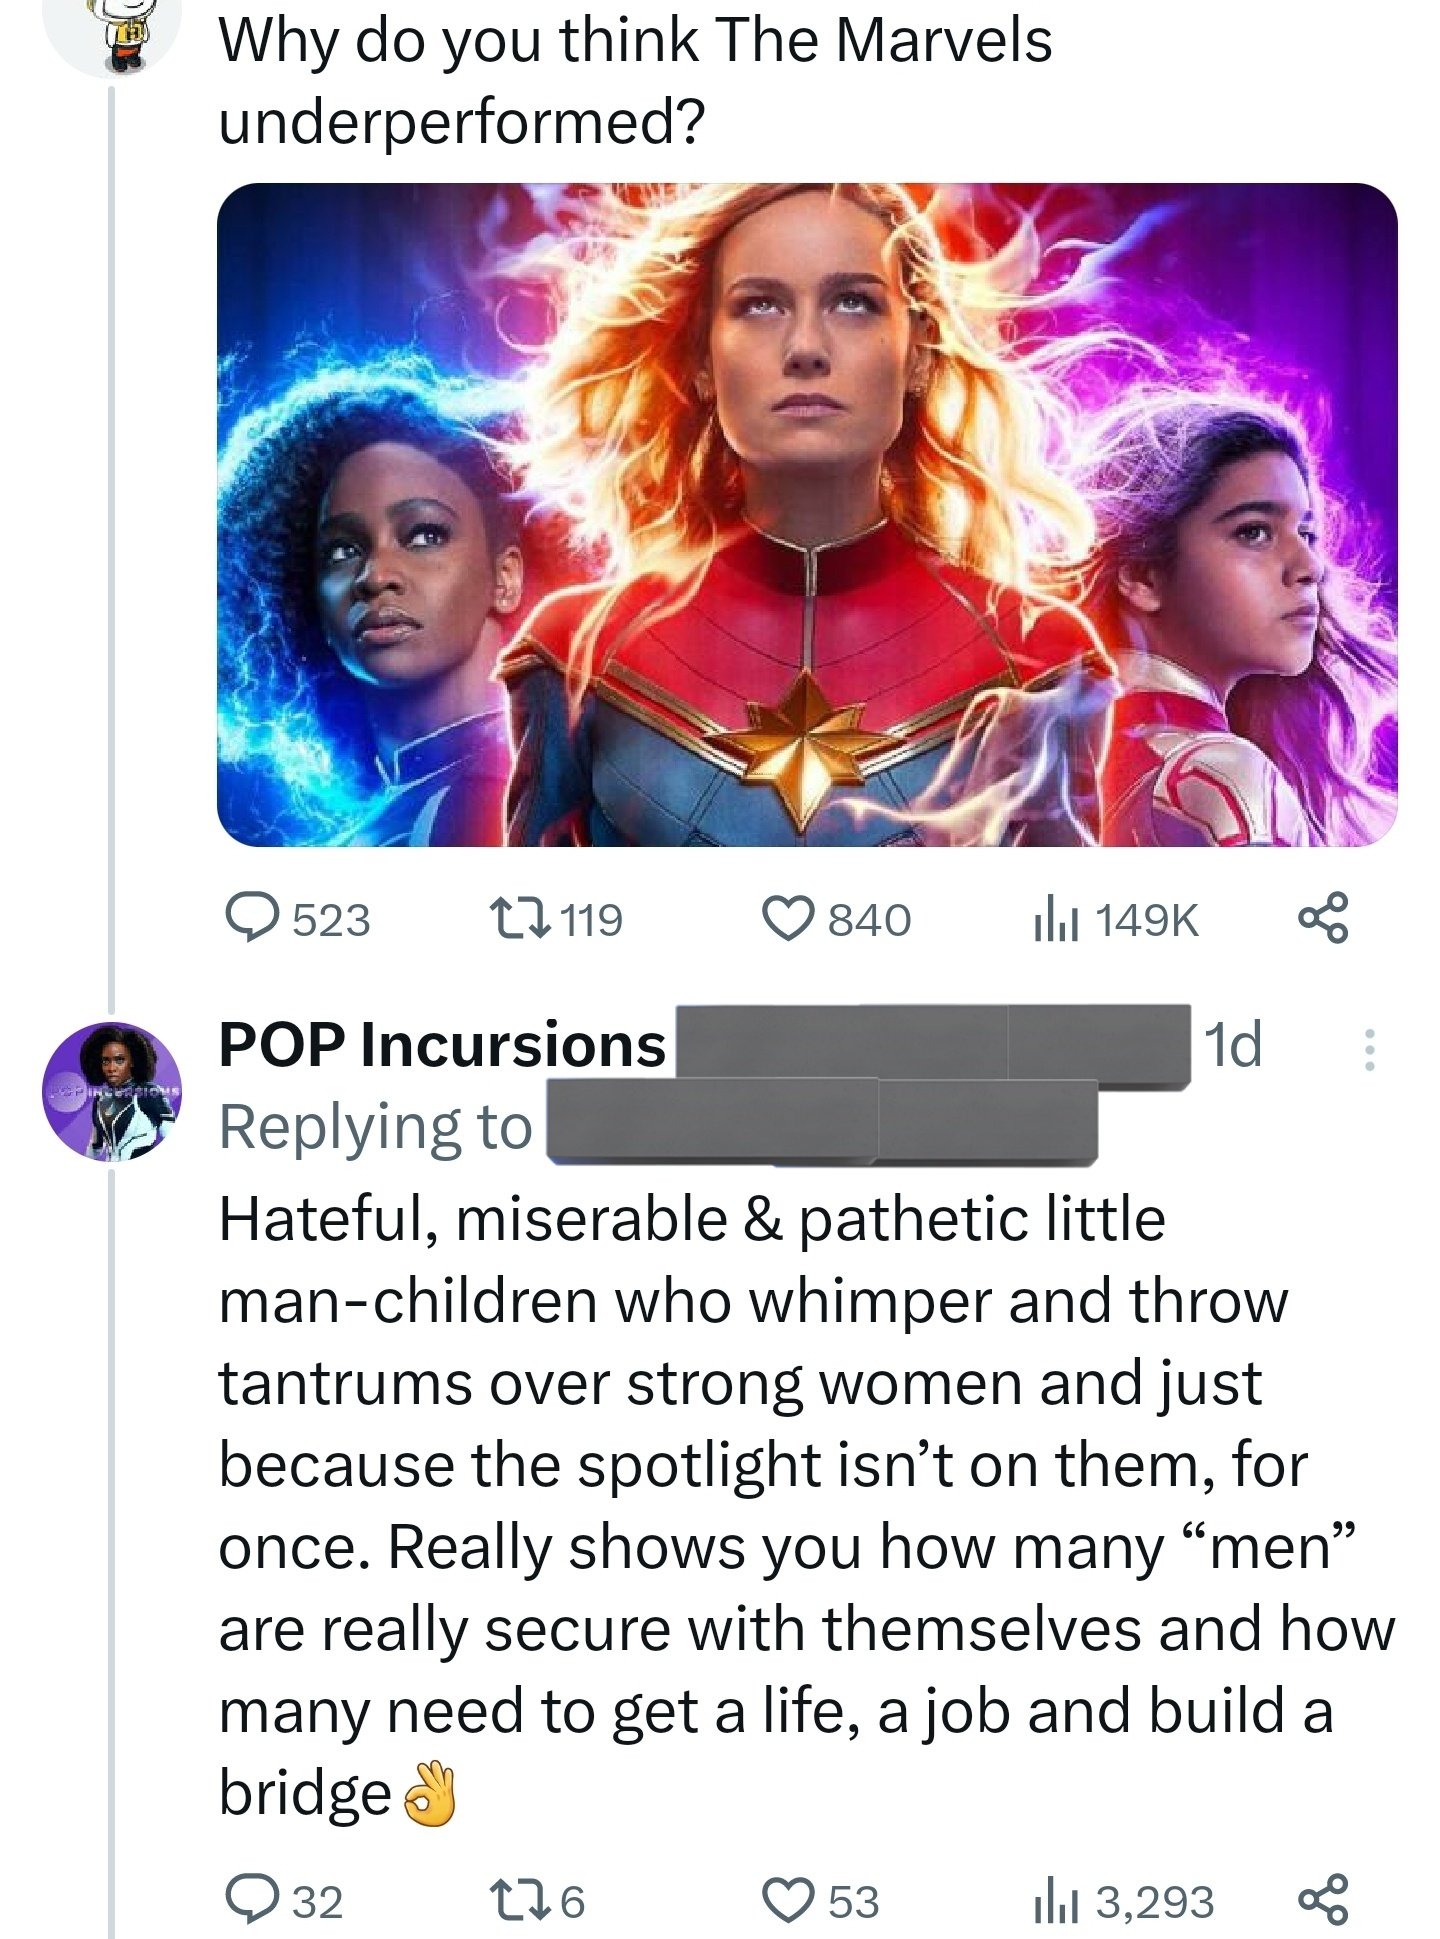 Why do you think The Marvels
underperformed?
523 119 840 149K
POP Incursions 1d
Replying to
Hateful, miserable & pathetic little
man-children who whimper and throw
tantrums over strong women and just
because the spotlight isn’t on them, for
once. Really shows you how many “men”
are really secure with themselves and how
many need to get a life, a job and build a
bridge👌
32 6 53 3,293